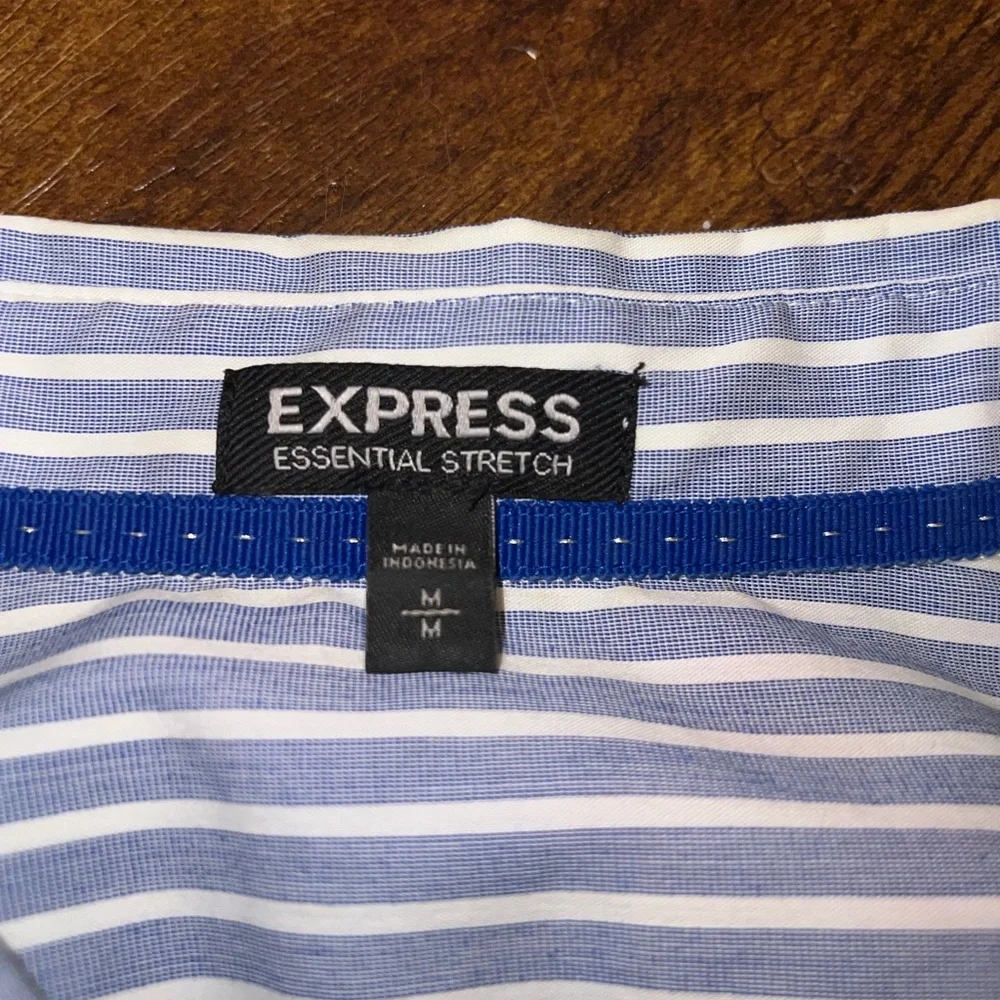 EXPRESS
ESSENTIAL STRETCH
MADE IN
INDONESIA
M
M